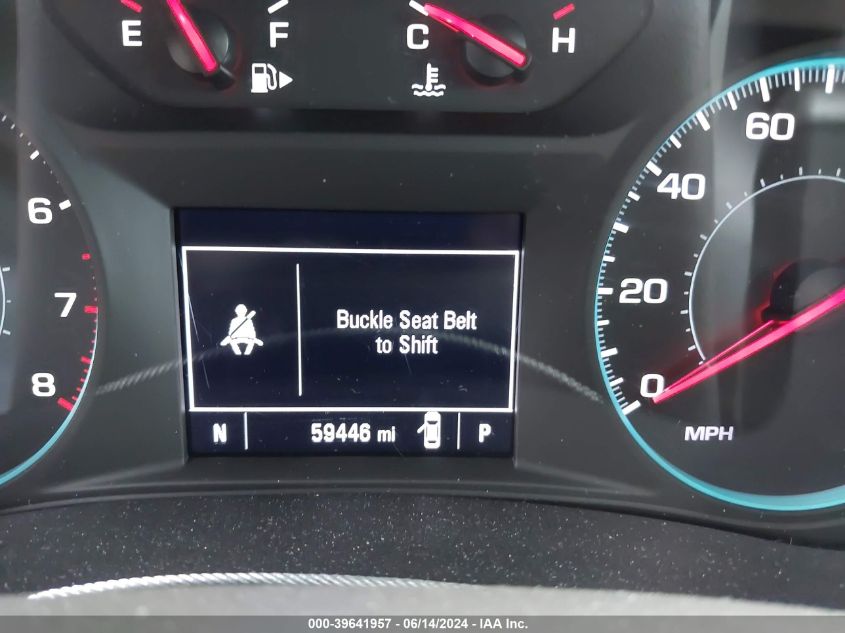 E F C H
60
40
20
0
MPH
6
7
8
Buckle Seat Belt
to Shift
N 59446 mi P
000-39641957 - 06/14/2024 - IAA Inc.